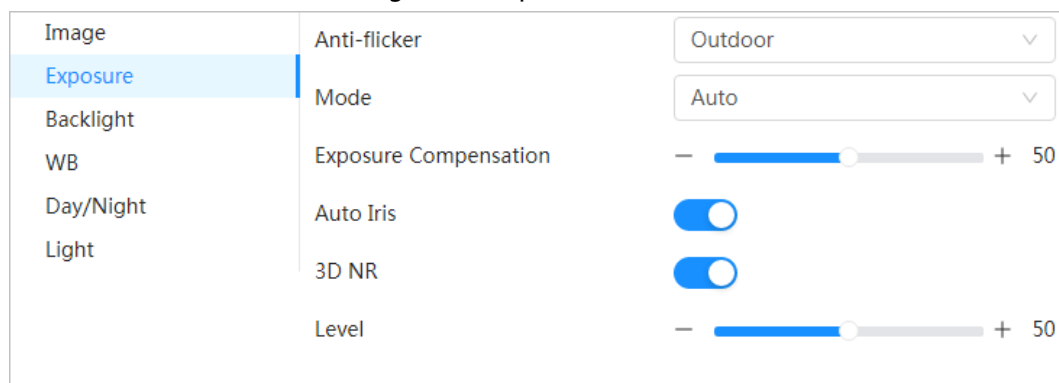 Image
Exposure
Backlight
WB
Day/Night
Light
Anti-flicker Outdoor
Mode Auto
Exposure Compensation − + 50
Auto Iris
3D NR
Level − + 50